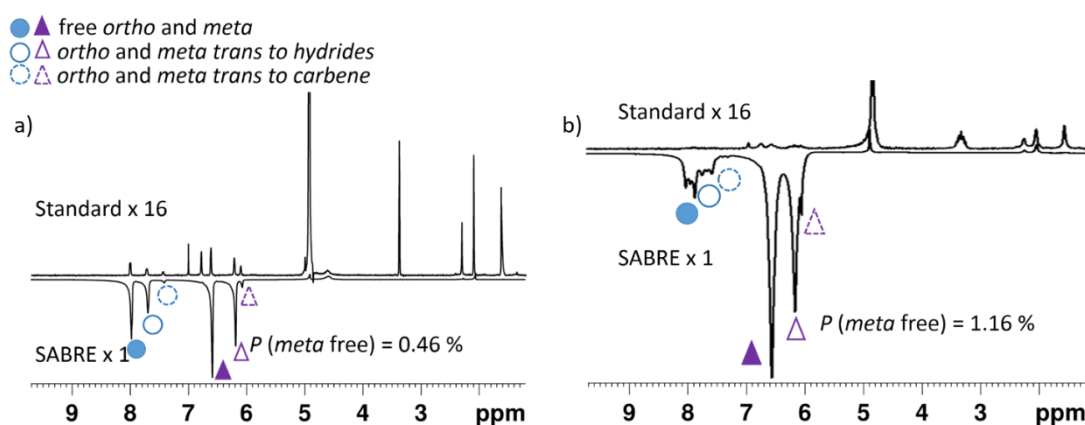 free ortho and meta
ortho and meta trans to hydrides
ortho and meta trans to carbene
a)
Standard x 16
SABRE x 1
P (meta free) = 0.46 %
9 8 7 6 5 4 3 ppm
b)
Standard x 16
SABRE x 1
P (meta free) = 1.16 %
9 8 7 6 5 4 3 ppm